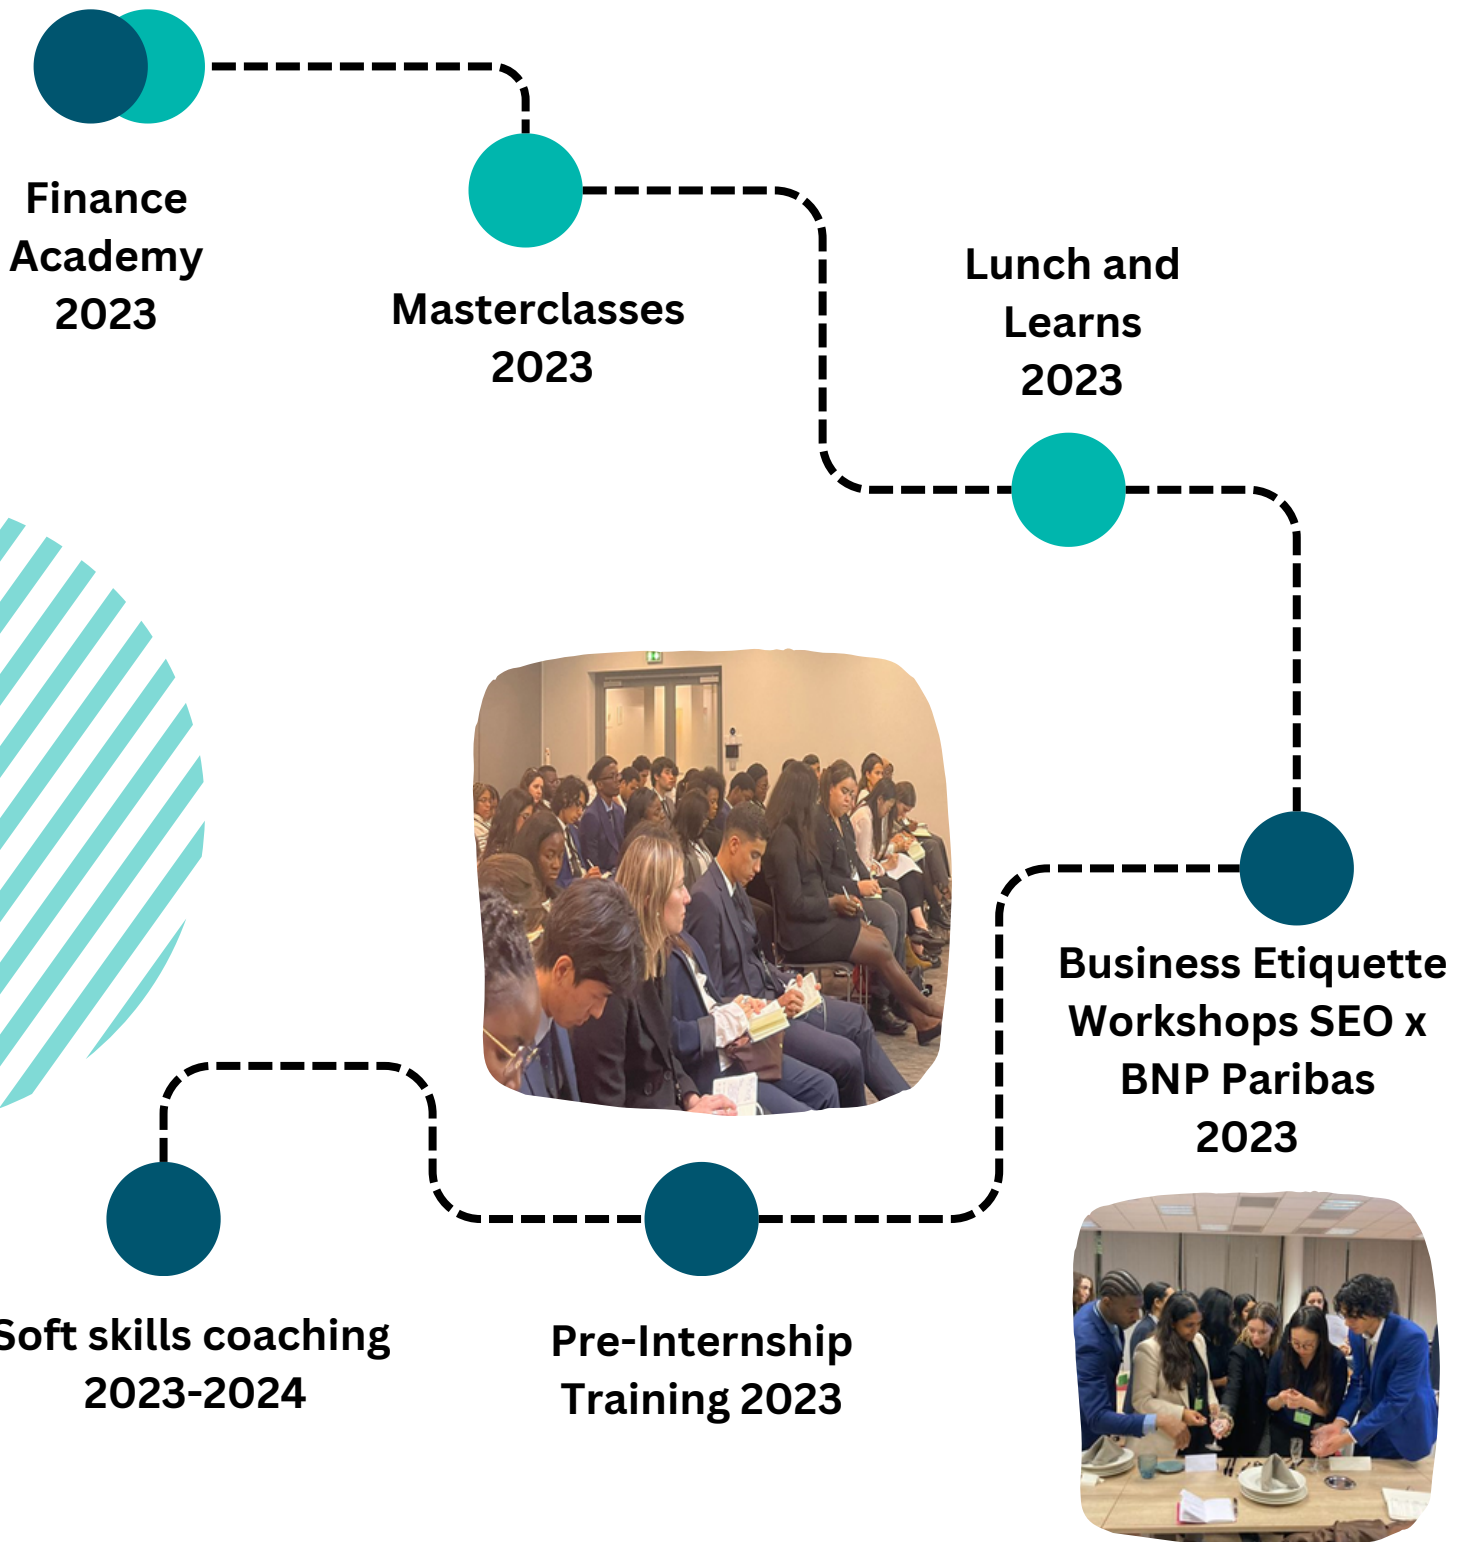 Finance
Academy
2023
Masterclasses
2023
Lunch and
Learns
2023
Business Etiquette
Workshops SEO x
BNP Paribas
2023
Pre-Internship
Training 2023
Soft skills coaching
2023-2024